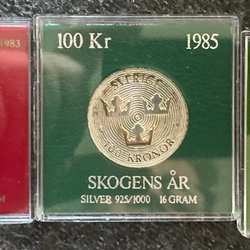 1983
100 Kr 1985
SVERIGE
100 KRONOR
SKOGENS ÅR
SILVER 925/1000 16 GRAM
M